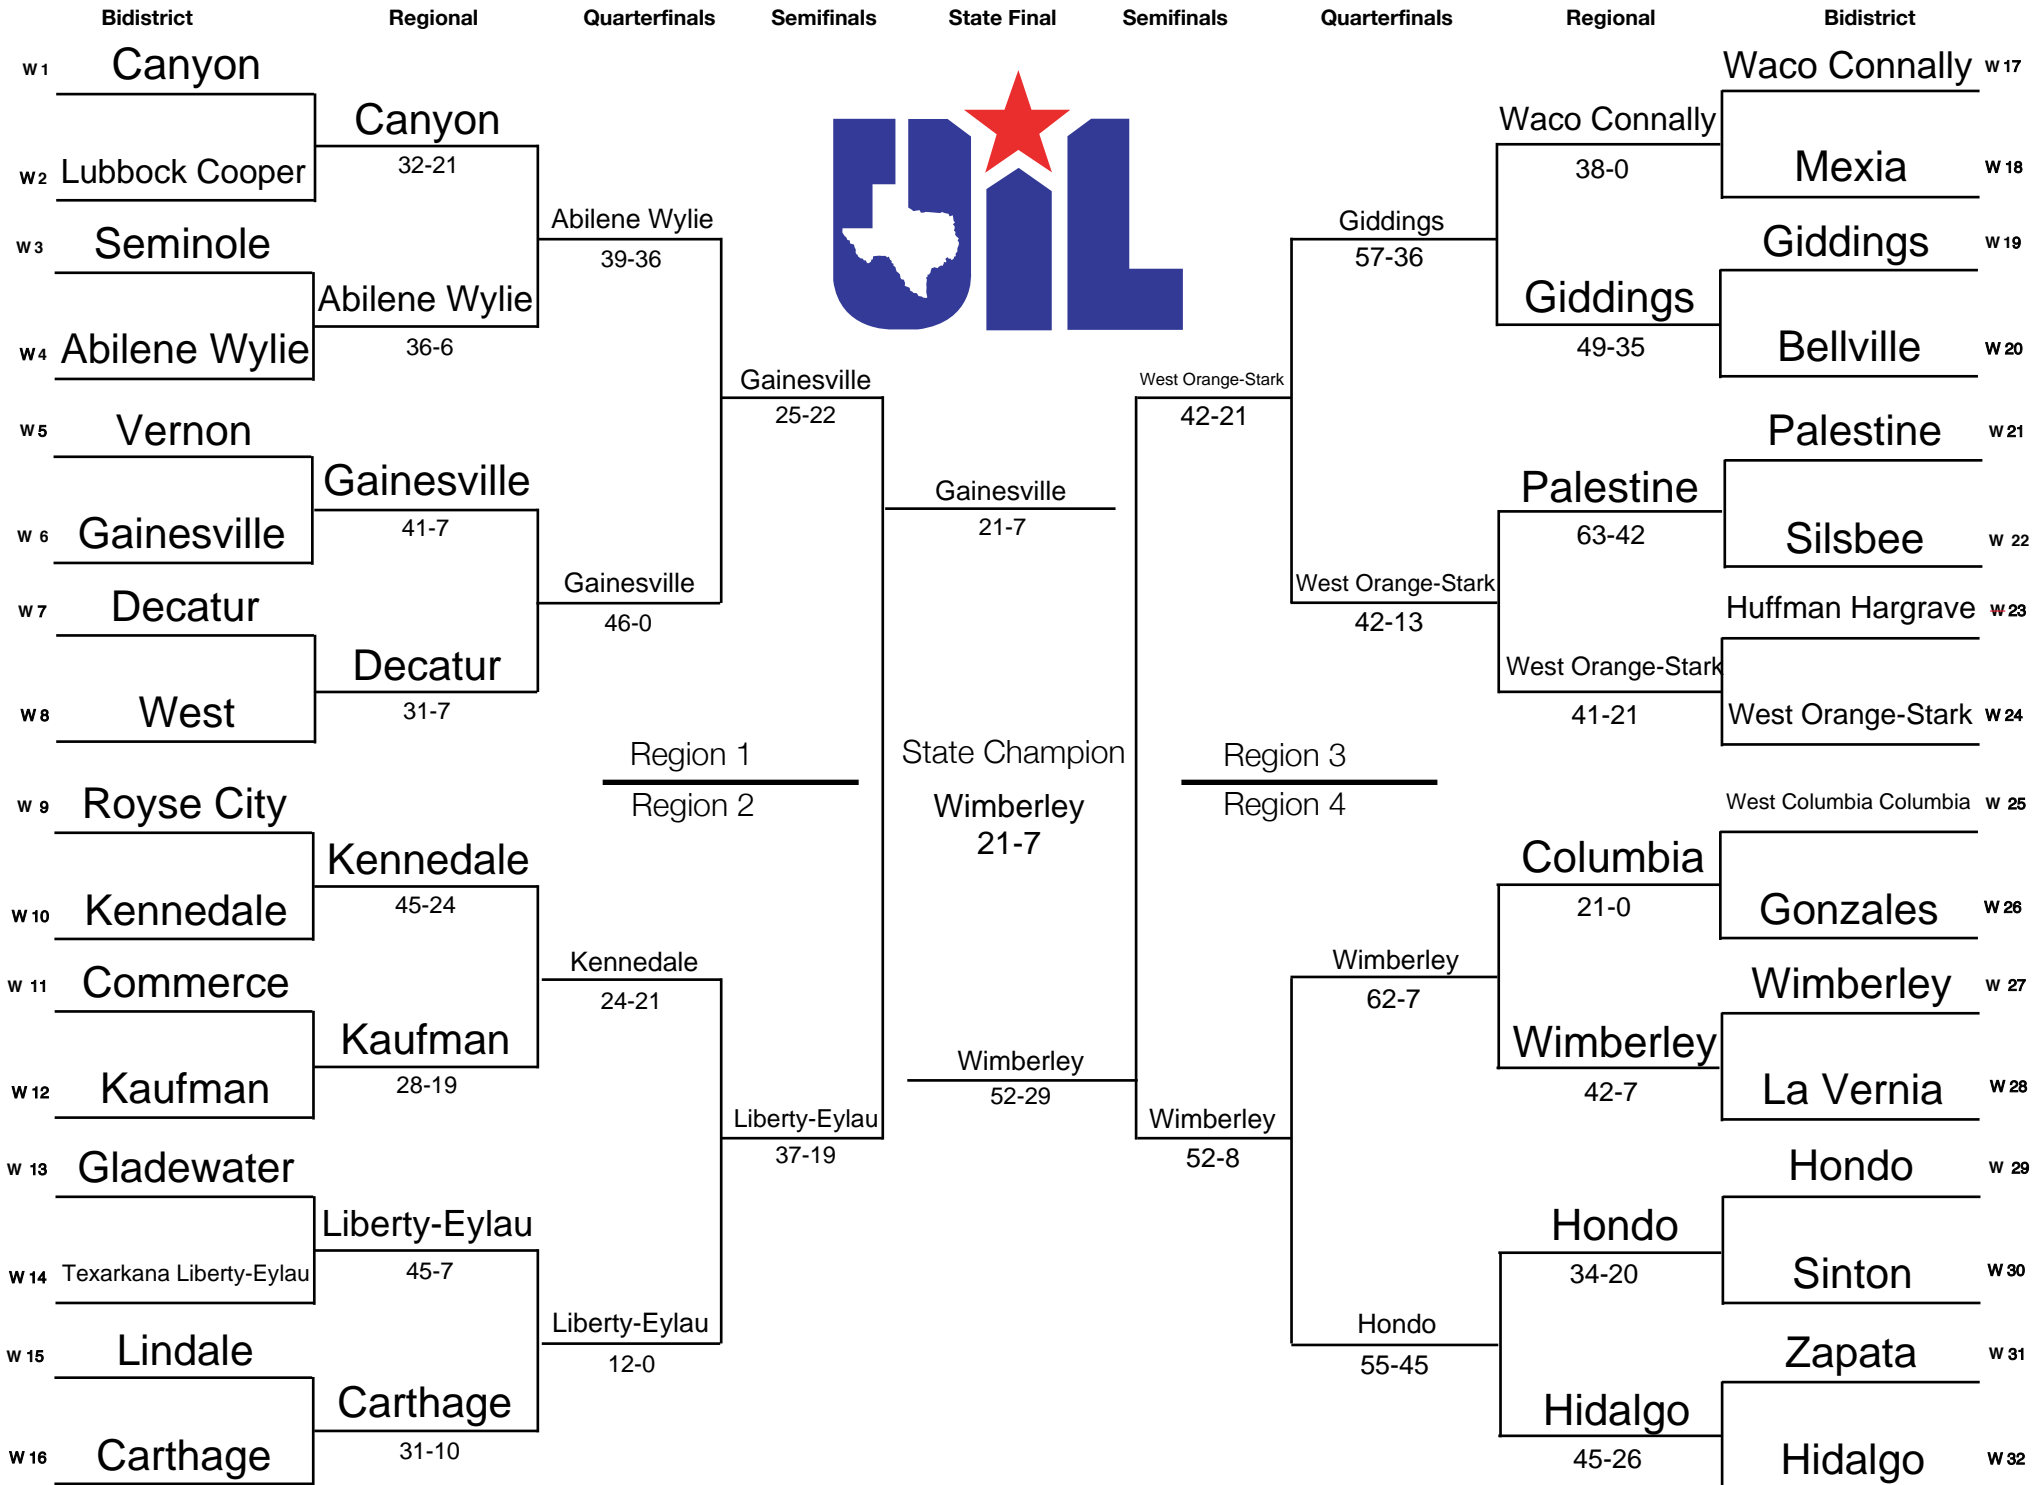 Bidistrict Regional Quarterfinals Semifinals State Final Semifinals Quarterfinals Regional Bidistrict
W 1 Canyon
Canyon
32-21
W 2 Lubbock Cooper
Abilene Wylie
39-36
W 3 Seminole
Abilene Wylie
36-6
W 4 Abilene Wylie
Gainesville
25-22
W 5 Vernon
Gainesville
41-7
W 6 Gainesville
Gainesville
46-0
W 7 Decatur
Decatur
31-7
W 8 West
Region 1
Region 2
W 9 Royse City
Kennedale
45-24
W 10 Kennedale
Kennedale
24-21
W 11 Commerce
Kaufman
28-19
W 12 Kaufman
Liberty-Eylau
37-19
W 13 Gladewater
Liberty-Eylau
45-7
W 14 Texarkana Liberty-Eylau
Liberty-Eylau
12-0
W 15 Lindale
Carthage
31-10
W 16 Carthage
UIL
Gainesville
21-7
State Champion
Wimberley
21-7
Wimberley
52-29
Waco Connally W 17
Waco Connally
38-0
Mexia W 18
Giddings
57-36
Giddings W 19
Giddings
49-35
Bellville W 20
West Orange-Stark
42-21
Palestine W 21
Palestine
63-42
Silsbee W 22
West Orange-Stark
42-13
Huffman Hargrave W 23
West Orange-Stark
41-21
West Orange-Stark W 24
Region 3
Region 4
West Columbia Columbia W 25
Columbia
21-0
Gonzales W 26
Wimberley
62-7
Wimberley W 27
Wimberley
42-7
La Vernia W 28
Wimberley
52-8
Hondo W 29
Hondo
34-20
Sinton W 30
Hondo
55-45
Zapata W 31
Hidalgo
45-26
Hidalgo W 32